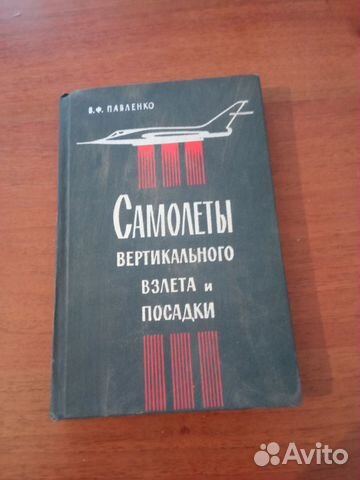 В.Ф. ПАВЛЕНКО
САМОЛЕТЫ
ВЕРТИКАЛЬНОГО
ВЗЛЕТА и
ПОСАДКИ
Avito